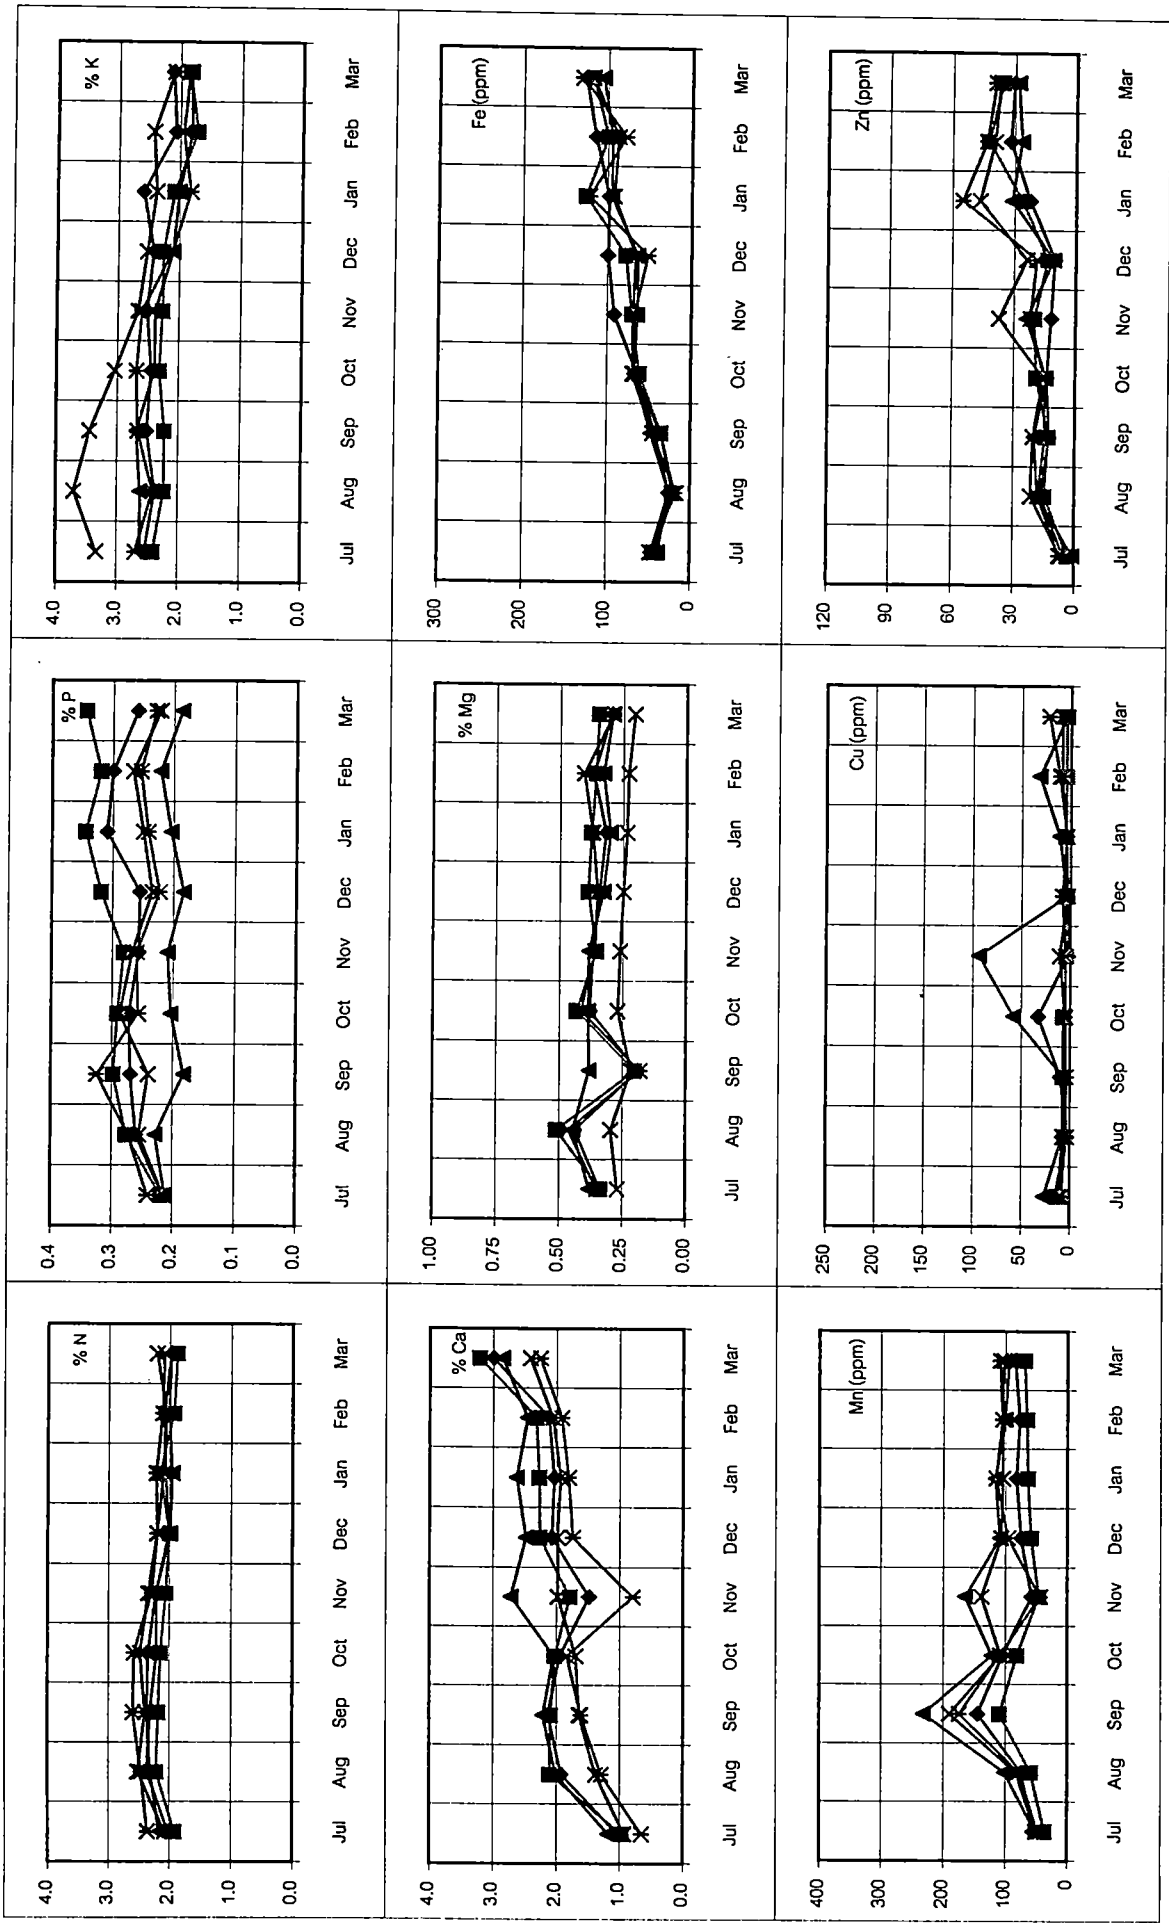 % N
4.0
3.0
2.0
1.0
0.0
Jul Aug Sep Oct Nov Dec Jan Feb Mar
% P
0.4
0.3
0.2
0.1
0.0
Jul Aug Sep Oct Nov Dec Jan Feb Mar
% K
4.0
3.0
2.0
1.0
0.0
Jul Aug Sep Oct Nov Dec Jan Feb Mar
% Ca
4.0
3.0
2.0
1.0
0.0
Jul Aug Sep Oct Nov Dec Jan Feb Mar
% Mg
1.00
0.75
0.50
0.25
0.00
Jul Aug Sep Oct Nov Dec Jan Feb Mar
Fe (ppm)
300
200
100
0
Jul Aug Sep Oct Nov Dec Jan Feb Mar
Mn (ppm)
400
300
200
100
0
Jul Aug Sep Oct Nov Dec Jan Feb Mar
Cu (ppm)
250
200
150
100
50
0
Jul Aug Sep Oct Nov Dec Jan Feb Mar
Zn (ppm)
120
90
60
30
0
Jul Aug Sep Oct Nov Dec Jan Feb Mar